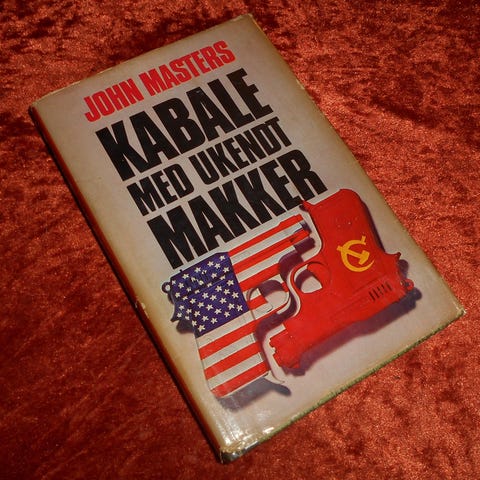 JOHN MASTERS
KABALE
MED UKENDT
MAKKER